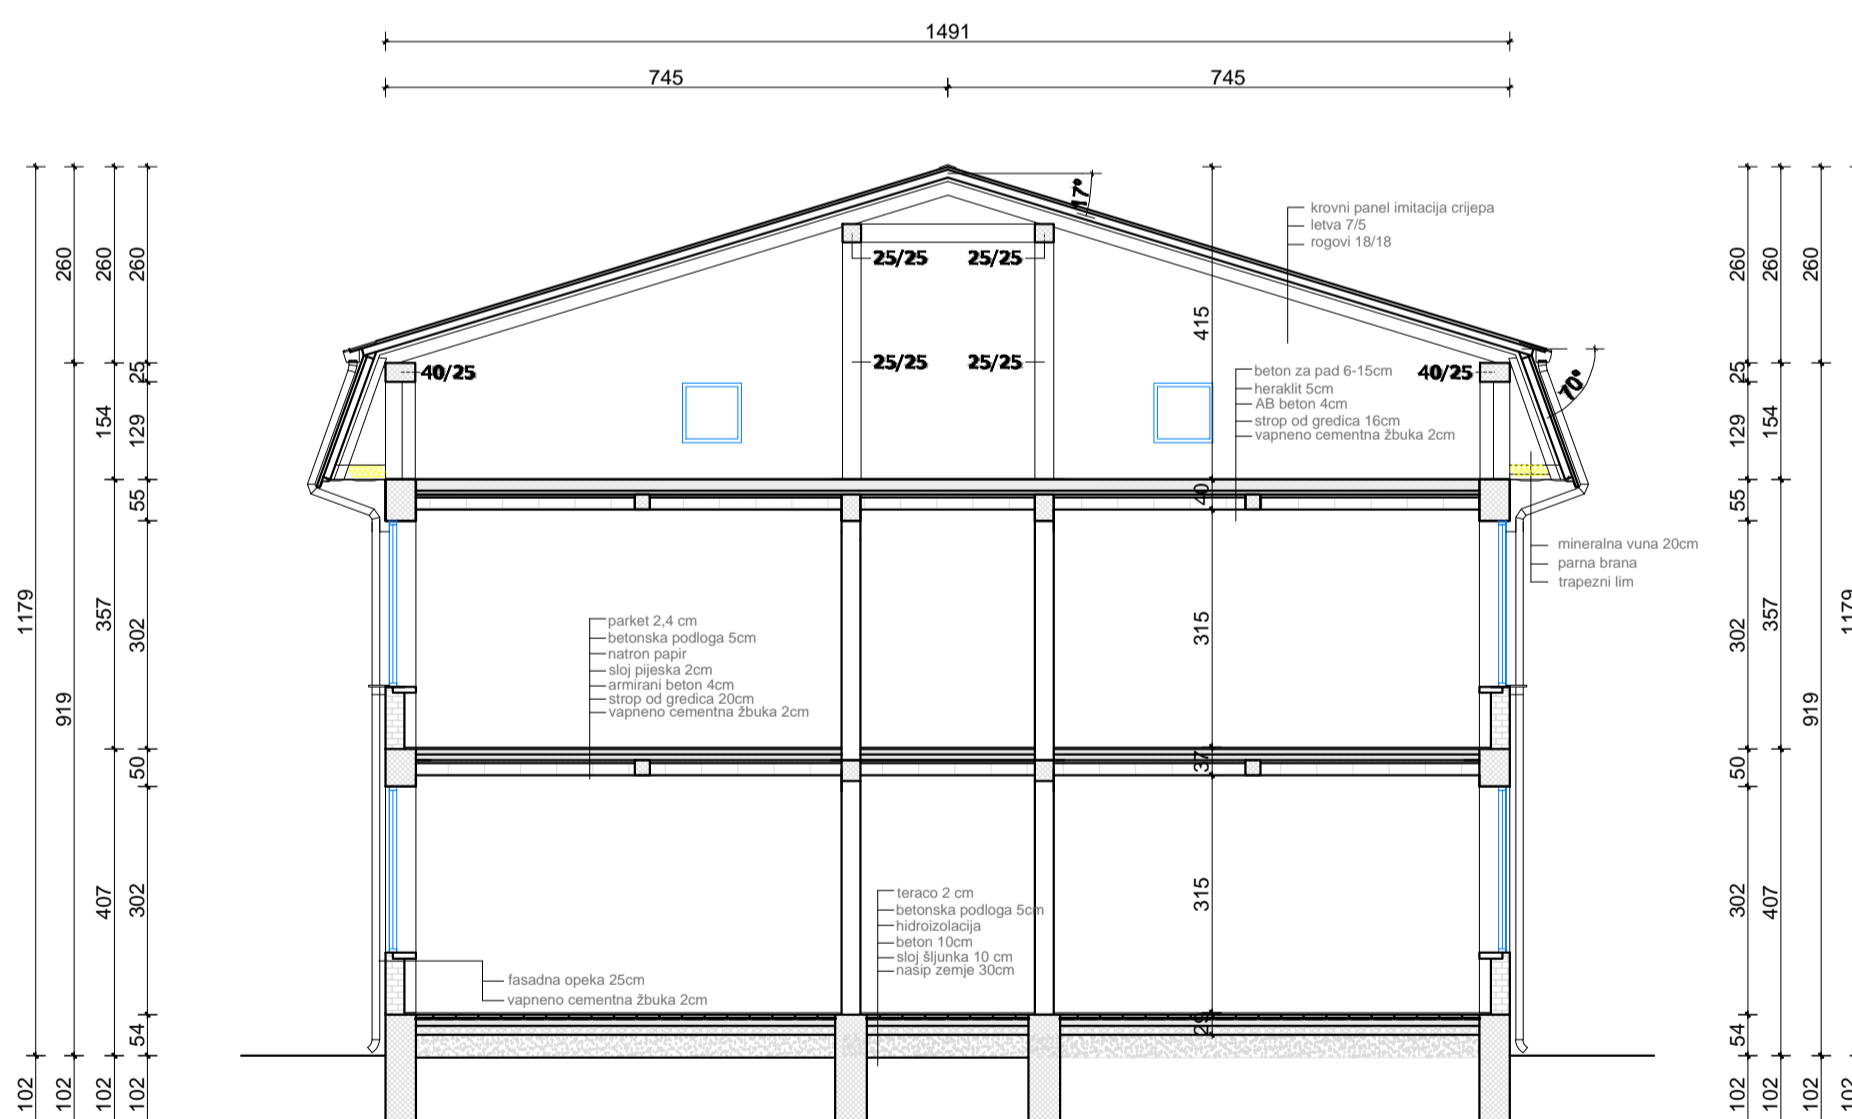 1491
745
745
17°
krovni panel imitacija crijepa
letva 7/5
rogovi 18/18
25/25
25/25
260
260
260
415
260
260
260
25/25
25/25
40/25
40/25
70°
25
154
129
beton za pad 6-15cm
heraklit 5cm
AB beton 4cm
strop od gredica 16cm
vapneno cementna žbuka 2cm
25
129
154
55
40
55
mineralna vuna 20cm
parna brana
trapezni lim
1179
919
357
302
315
302
357
919
1179
parket 2,4 cm
betonska podloga 5cm
natron papir
sloj pijeska 2cm
armirani beton 4cm
strop od gredica 20cm
vapneno cementna žbuka 2cm
50
37
50
407
302
315
302
407
teraco 2 cm
betonska podloga 5cm
hidroizolacija
beton 10cm
sloj šljunka 10 cm
nasip zemje 30cm
fasadna opeka 25cm
vapneno cementna žbuka 2cm
54
29
54
102
102
102
102
102
102
102
102